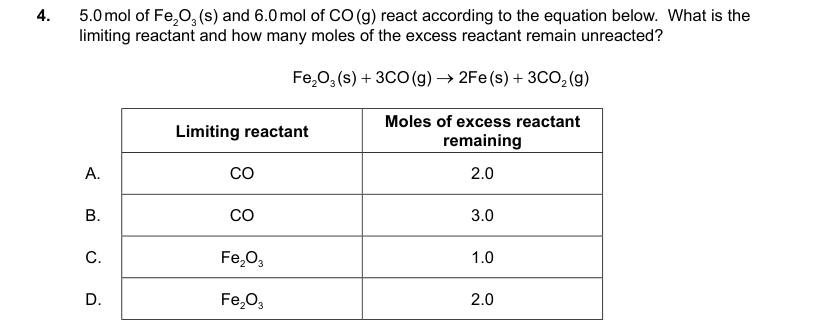 4. 5.0 mol of Fe₂O₃ (s) and 6.0 mol of CO (g) react according to the equation below. What is the
limiting reactant and how many moles of the excess reactant remain unreacted?
Fe₂O₃ (s) + 3CO (g) → 2Fe (s) + 3CO₂ (g)
Limiting reactant Moles of excess reactant
remaining
A. CO 2.0
B. CO 3.0
C. Fe₂O₃ 1.0
D. Fe₂O₃ 2.0